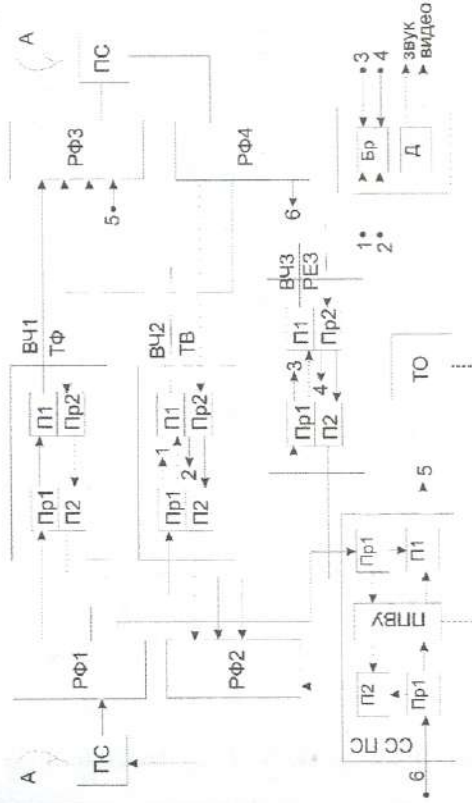 А
ПС
РФ1
РФ2
Пр1
П2
П1
Пр2
ВЧ1
ТФ
Пр1
П2
1
2
П1
Пр2
ВЧ2
ТВ
Пр1
П2
3
4
П1
Пр2
ВЧ3
РЕЗ
А
ПС
РФ3
5
РФ4
6
СС ПС
П2
Пр1
ППВУ
Пр1
П1
6
5
ТО
1
2
Бр
Д
3
4
звук
видео